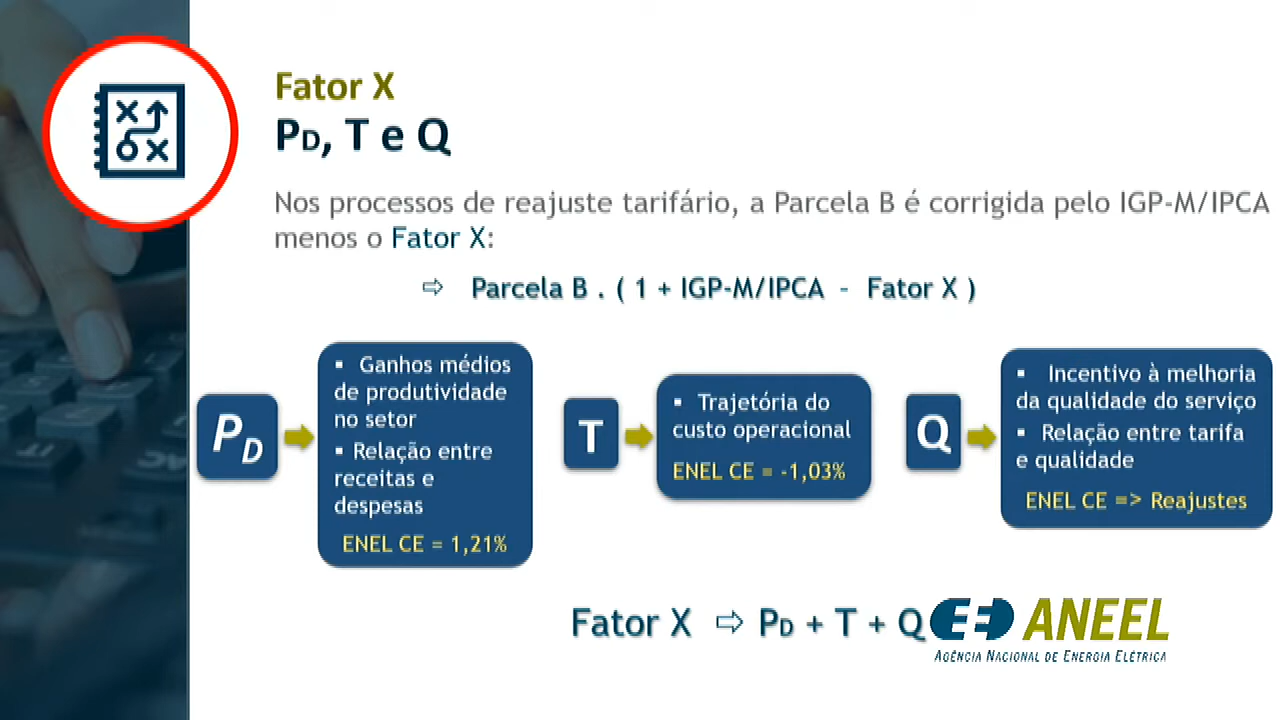 Fator X
PD, T e Q
Nos processos de reajuste tarifário, a Parcela B é corrigida pelo IGP-M/IPCA
menos o Fator X:
⇨ Parcela B . ( 1 + IGP-M/IPCA - Fator X )
PD
▪ Ganhos médios
de produtividade
no setor
▪ Relação entre
receitas e
despesas
ENEL CE = 1,21%
T
▪ Trajetória do
custo operacional
ENEL CE = -1,03%
Q
▪ Incentivo à melhoria
da qualidade do serviço
▪ Relação entre tarifa
e qualidade
ENEL CE => Reajustes
Fator X ⇨ PD + T + Q
ANEEL
AGÊNCIA NACIONAL DE ENERGIA ELÉTRICA